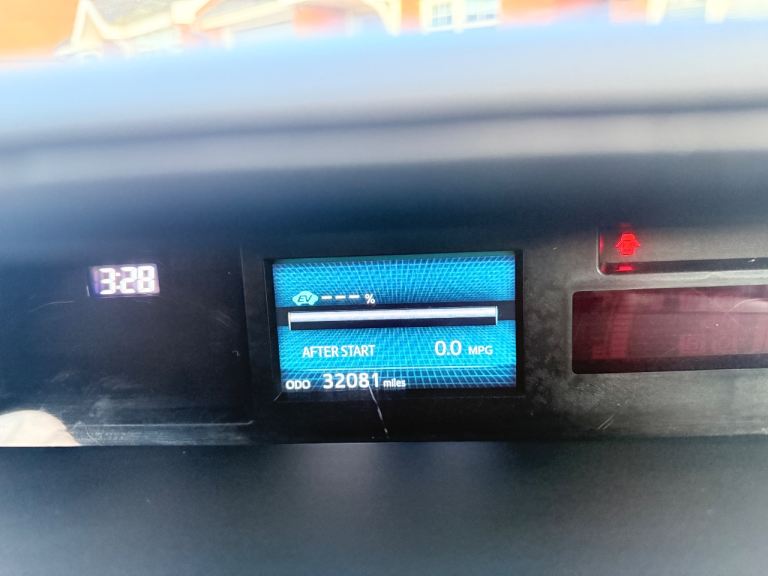 3:28
EV --- %
AFTER START 0.0 MPG
ODO 32081 miles